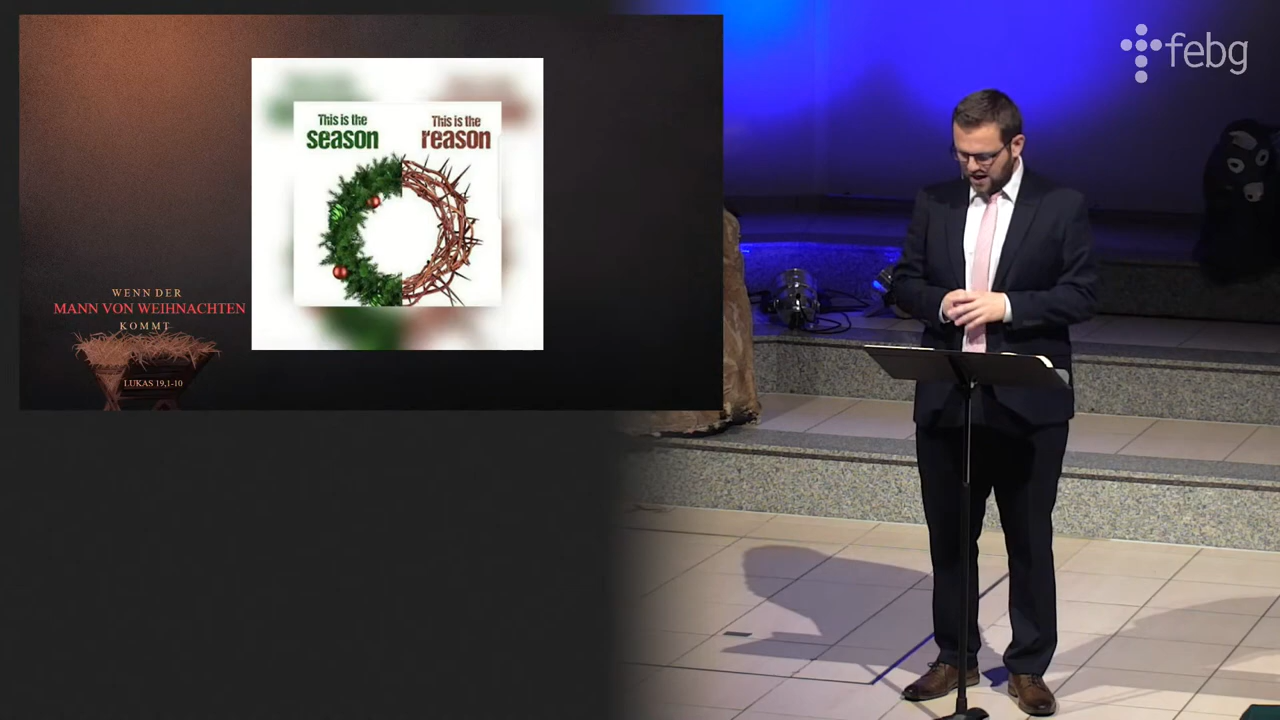 febg
This is the
season
This is the
reason
WENN DER
MANN VON WEIHNACHTEN
KOMMT
LUKAS 19,1-10